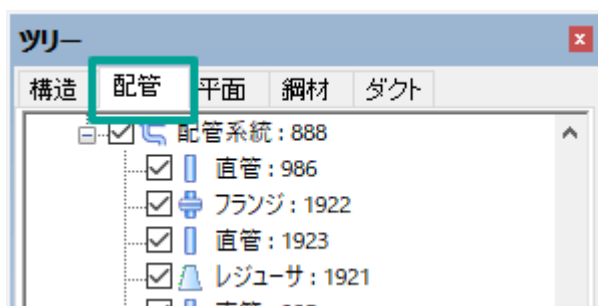 ツリー
構造 配管 平面 鋼材 ダクト
配管系統 : 888
直管 : 986
フランジ : 1922
直管 : 1923
レジューサ : 1921